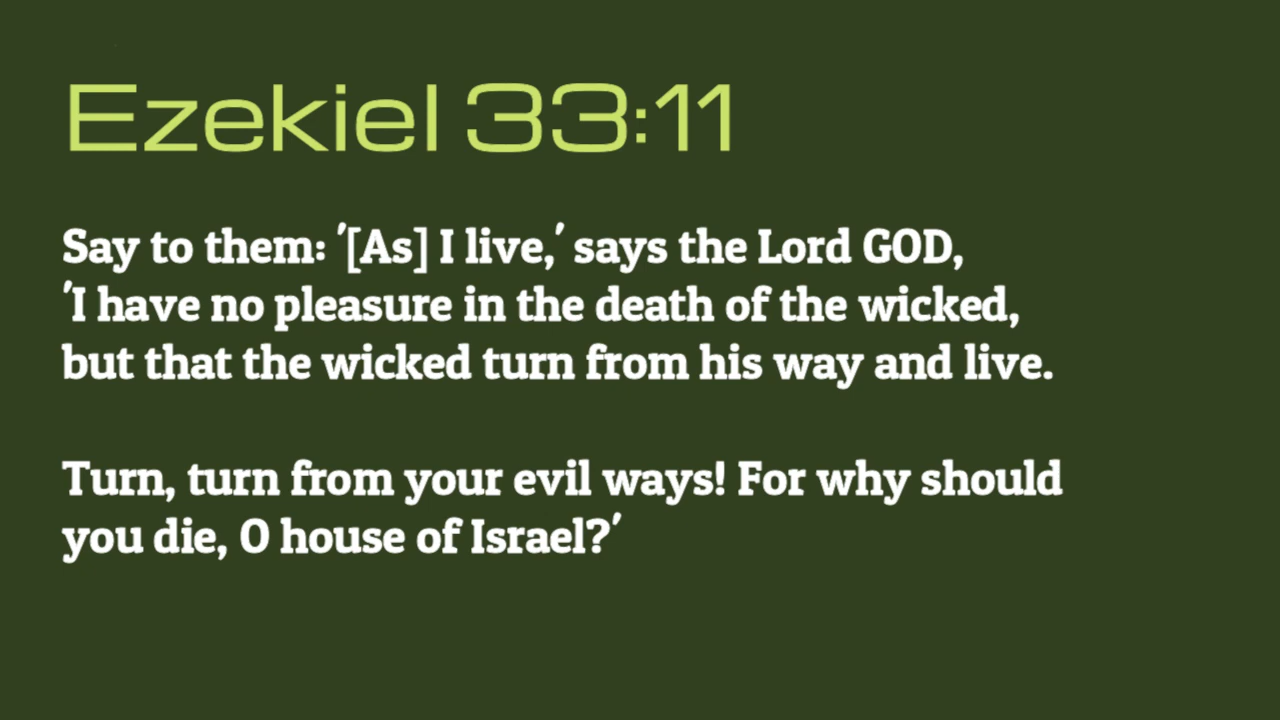 Ezekiel 33:11
Say to them: '[As] I live,' says the Lord GOD,
'I have no pleasure in the death of the wicked,
but that the wicked turn from his way and live.
Turn, turn from your evil ways! For why should
you die, O house of Israel?'